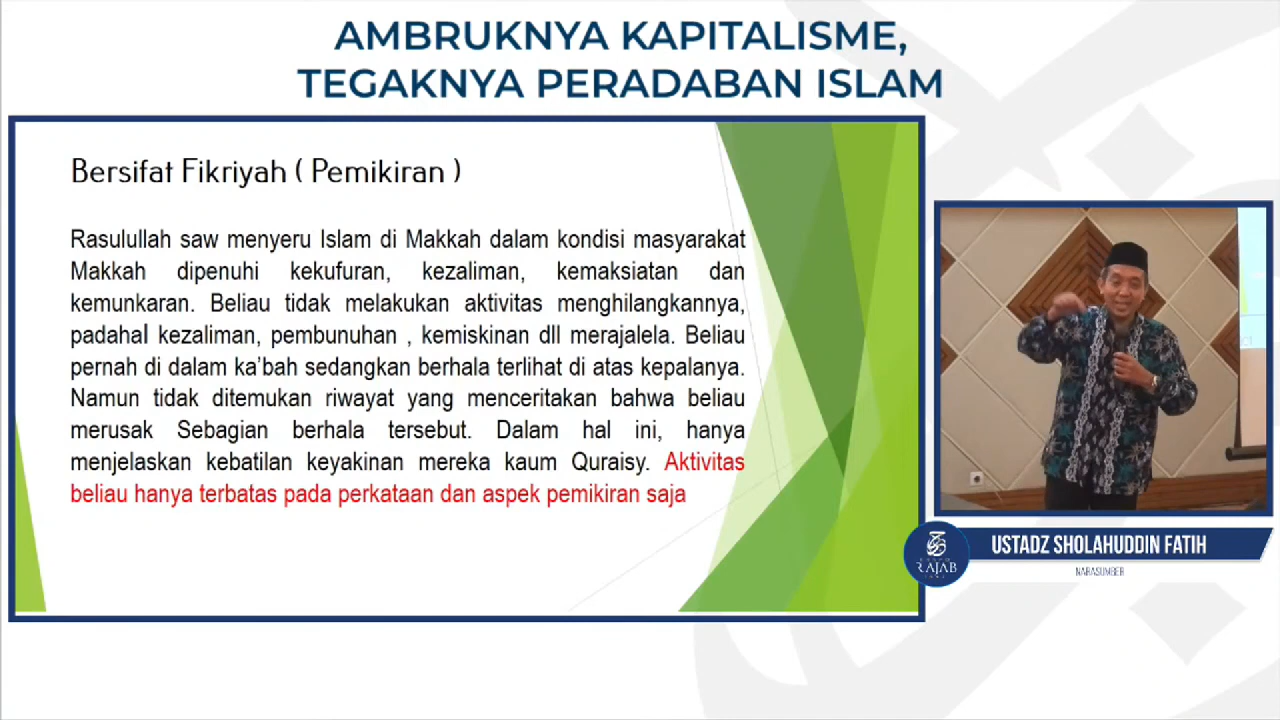 AMBRUKNYA KAPITALISME,
TEGAKNYA PERADABAN ISLAM
Bersifat Fikriyah ( Pemikiran )
Rasulullah saw menyeru Islam di Makkah dalam kondisi masyarakat
Makkah dipenuhi kekufuran, kezaliman, kemaksiatan dan
kemunkaran. Beliau tidak melakukan aktivitas menghilangkannya,
padahal kezaliman, pembunuhan , kemiskinan dll merajalela. Beliau
pernah di dalam ka’bah sedangkan berhala terlihat di atas kepalanya.
Namun tidak ditemukan riwayat yang menceritakan bahwa beliau
merusak Sebagian berhala tersebut. Dalam hal ini, hanya
menjelaskan kebatilan keyakinan mereka kaum Quraisy. Aktivitas
beliau hanya terbatas pada perkataan dan aspek pemikiran saja
USTADZ SHOLAHUDDIN FATIH
NARASUMBER
RAJAB